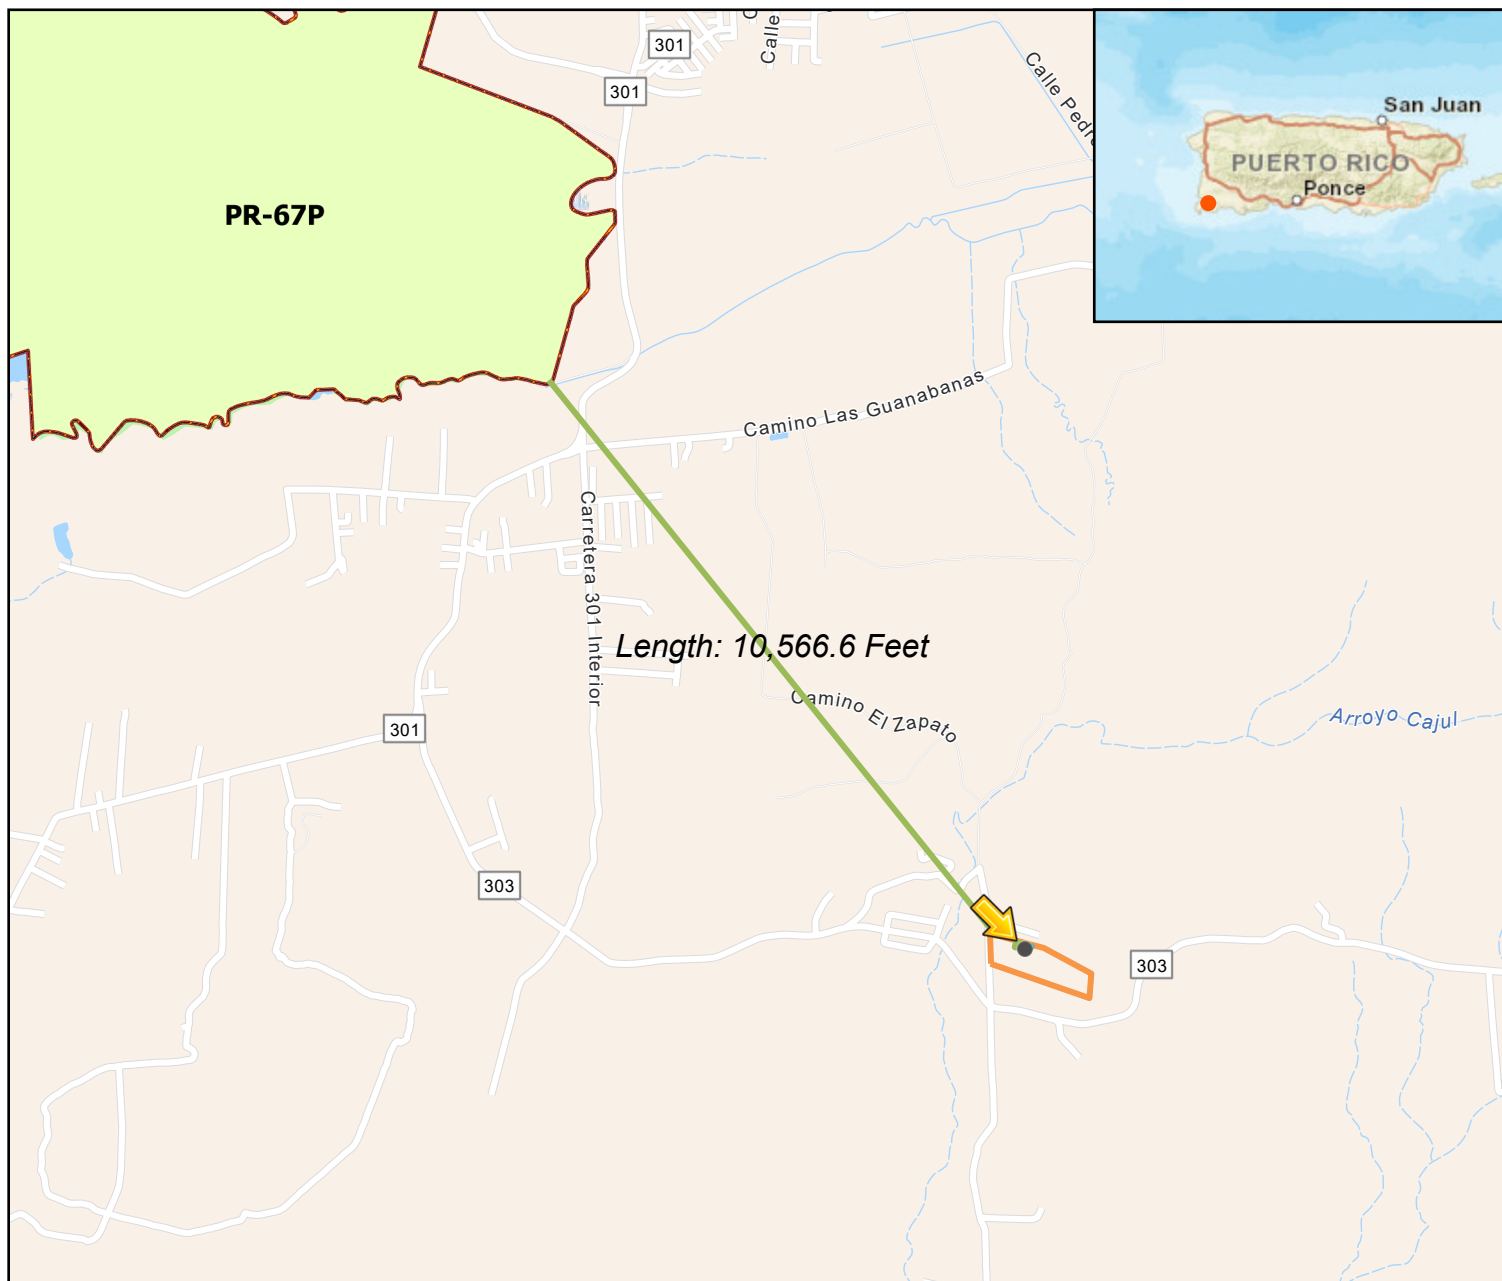 301
301
Calle
Calle Pedr
San Juan
PUERTO RICO
Ponce
PR-67P
Camino Las Guanabanas
Carretera 301 Interior
Length: 10,566.6 Feet
Camino El Zapato
Arroyo Cajul
301
303
303